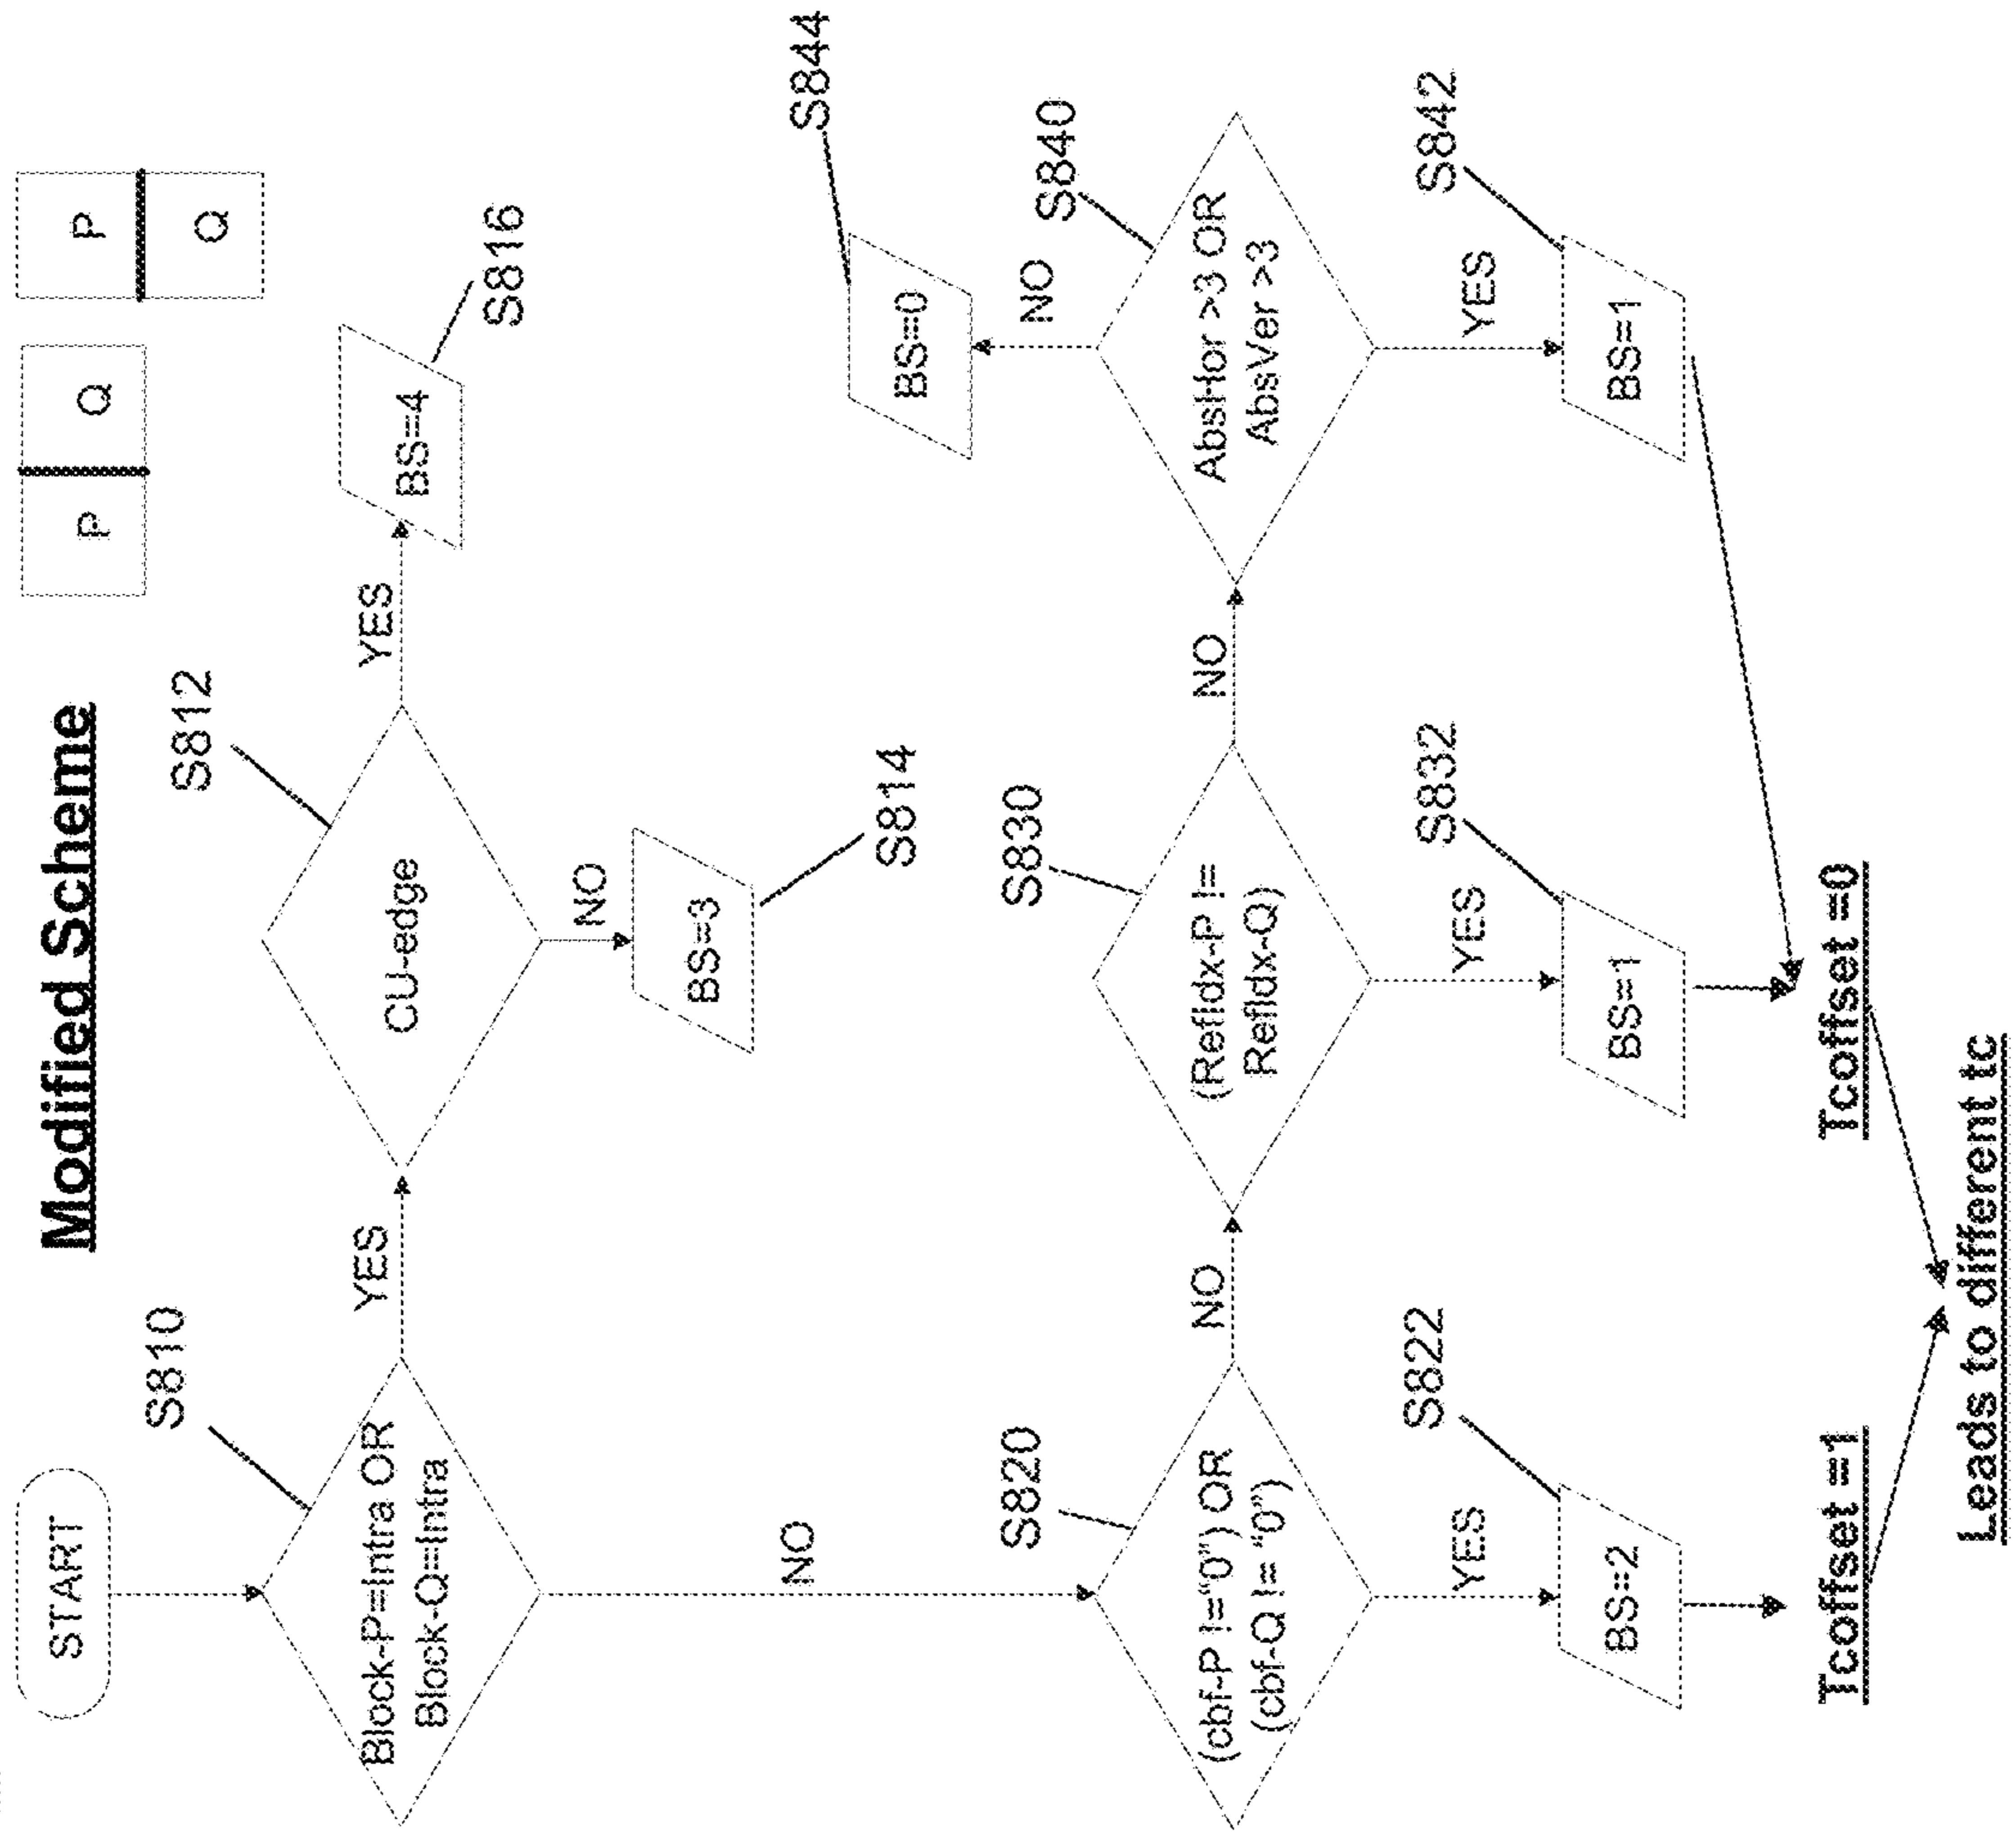 Modified Scheme
P
Q
P
Q
START
S810
Block-P=Intra OR
Block-Q=Intra
YES
S812
CU-edge
YES
BS=4
S816
NO
BS=3
S814
NO
S820
(cbf-P !="0") OR
(cbf-Q != "0")
NO
S830
(RefIdx-P !=
RefIdx-Q)
NO
S840
AbsHor >3 OR
AbsVer >3
NO
BS=0
S844
YES
BS=2
S822
YES
BS=1
S832
YES
BS=1
S842
Tcoffset =1
Tcoffset =0
Leads to different tc